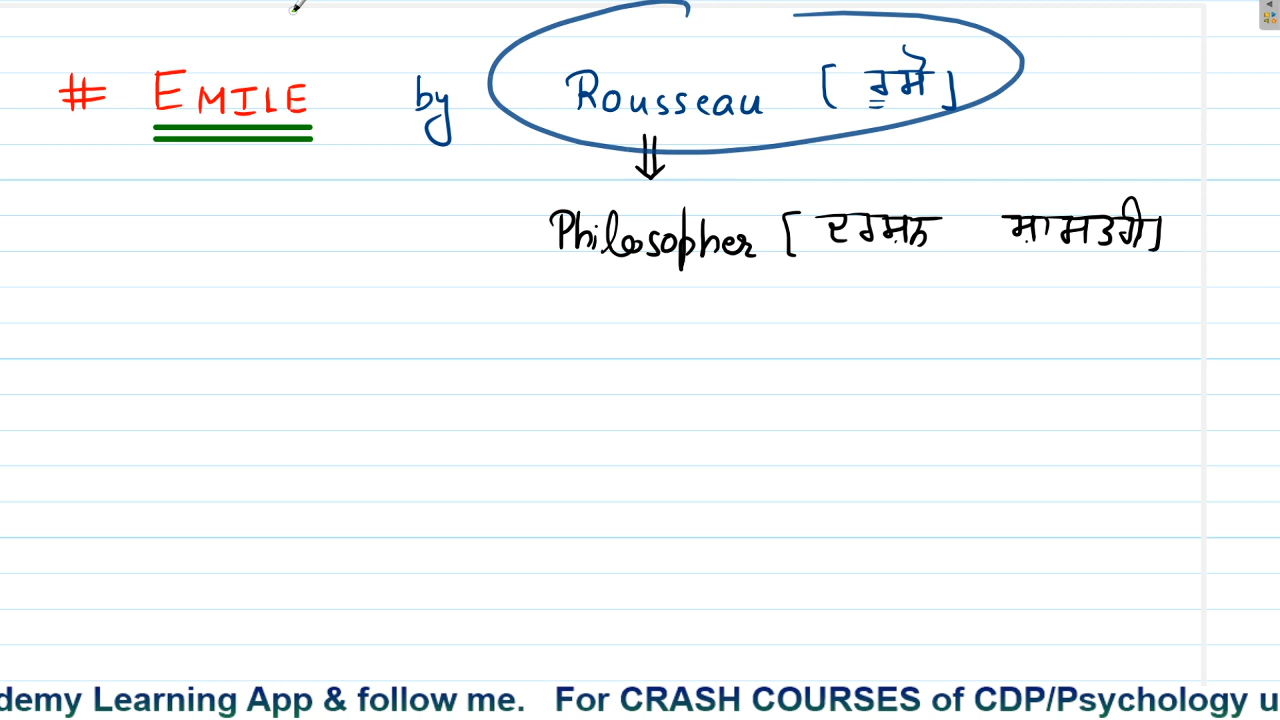 # EMILE by Rousseau [ ਰੂਸੋ ]
Philosopher [ ਦਰਸ਼ਨ ਸ਼ਾਸਤਰੀ]
demy Learning App & follow me. For CRASH COURSES of CDP/Psychology u